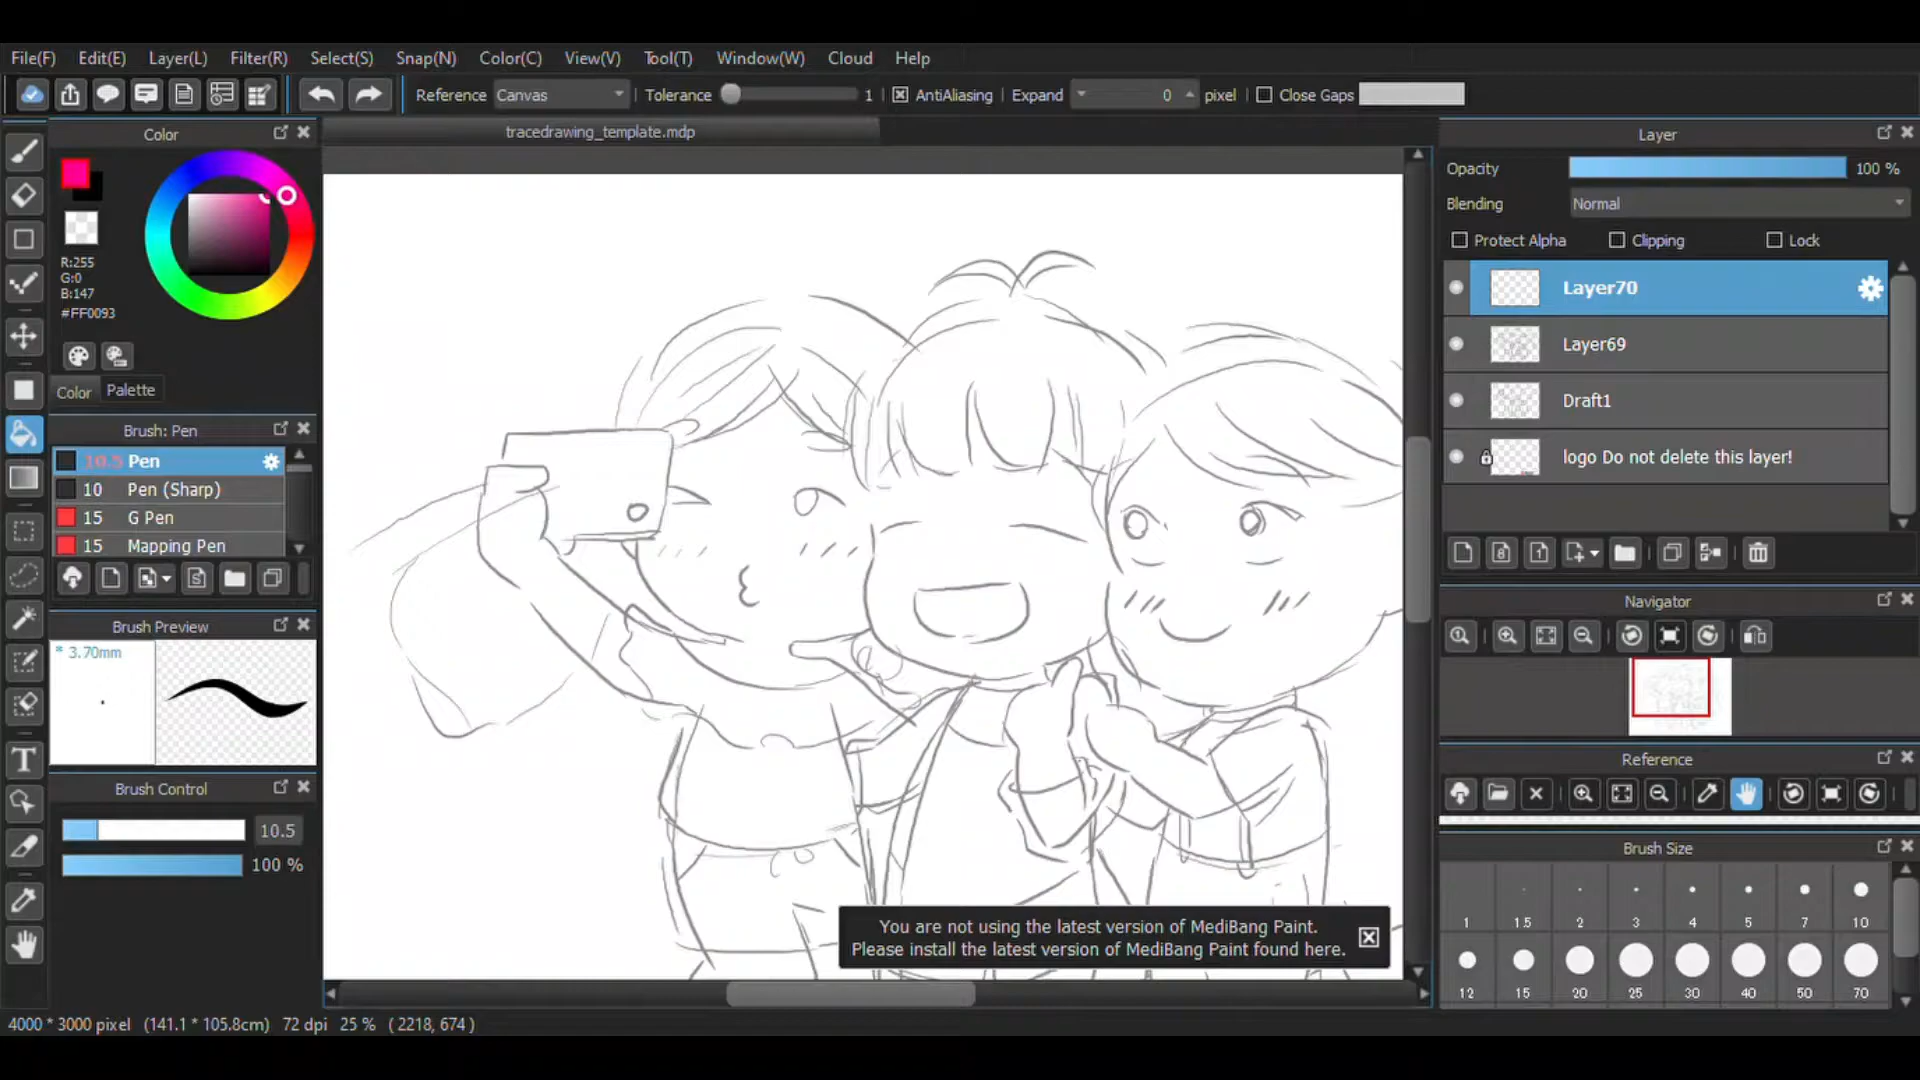 File(F) Edit(E) Layer(L) Filter(R) Select(S) Snap(N) Color(C) View(V) Tool(T) Window(W) Cloud Help
Reference Canvas Tolerance 1 AntiAliasing Expand 0 pixel Close Gaps
Color
tracedrawing_template.mdp
R:255
G:0
B:147
#FF0093
Color Palette
Brush: Pen
10.5 Pen
10 Pen (Sharp)
15 G Pen
15 Mapping Pen
Brush Preview
* 3.70mm
Brush Control
10.5
100 %
Layer
Opacity 100 %
Blending Normal
Protect Alpha Clipping Lock
Layer70
Layer69
Draft1
logo Do not delete this layer!
Navigator
Reference
Brush Size
1 1.5 2 3 4 5 7 10
12 15 20 25 30 40 50 70
You are not using the latest version of MediBang Paint.
Please install the latest version of MediBang Paint found here.
4000 * 3000 pixel (141.1 * 105.8cm) 72 dpi 25 % ( 2218, 674 )